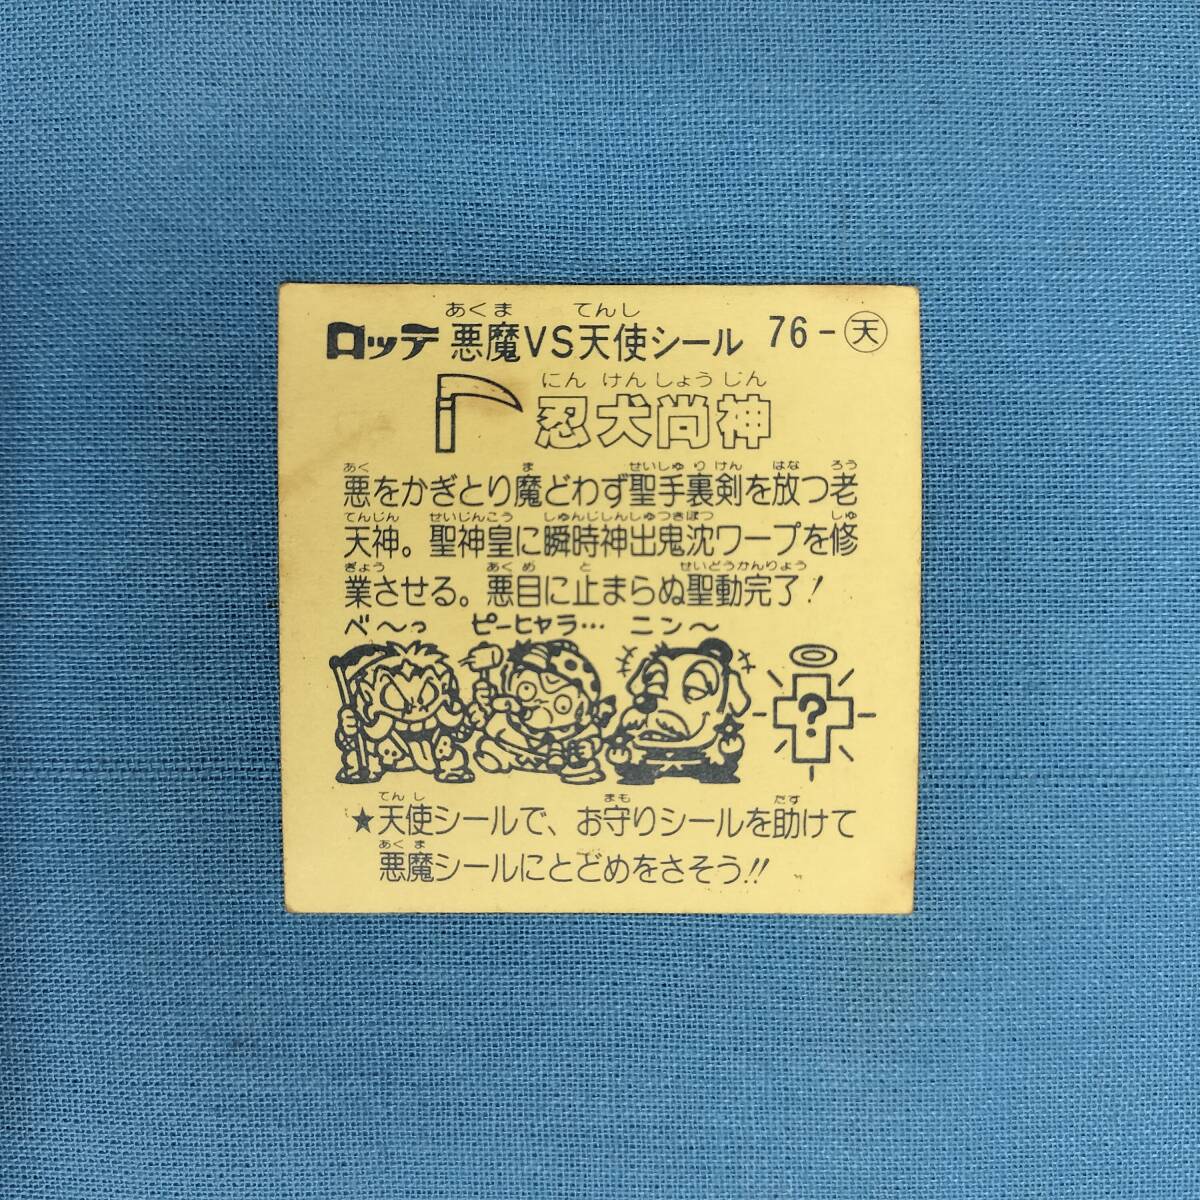 あくま てんし
ロッテ 悪魔VS天使シール 76-天
にん けん しょう じん
忍犬尚神
あく ま せいしゅ り けん はな ろう
悪をかぎとり魔どわず聖手裏剣を放つ老
てんじん せいじんこう しゅんじしんしゅつきぼつ しゅ
天神。聖神皇に瞬時神出鬼沈ワープを修
ぎょう あくめ と せいどうかんりょう
業させる。悪目に止まらぬ聖動完了!
ベ〜っ ピーヒャラ… ニン〜
?
てんし まも たす
★天使シールで、お守りシールを助けて
あくま
悪魔シールにとどめをさそう!!